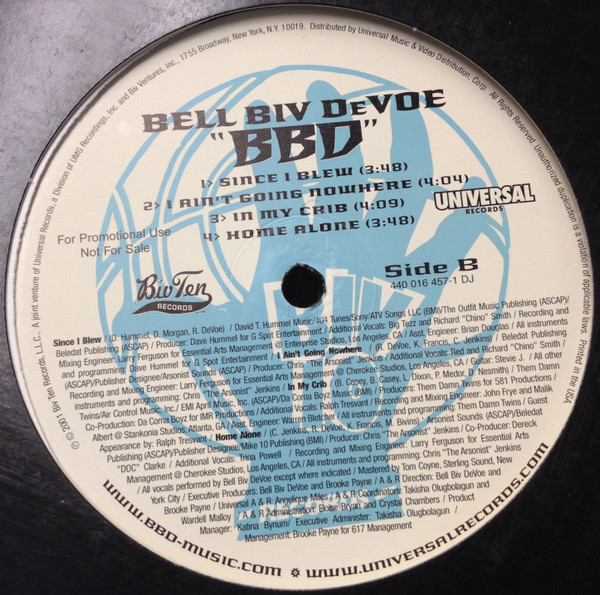 ℗ © 2001 Biv Ten Records, L.L.C., A joint venture of Universal Records, a Division of UMG Recordings, Inc. and Biv Ventures, Inc., 1755 Broadway, New York, N.Y. 10019. Distributed by Universal Music & Video Distribution, Corp. All Rights Reserved. Unauthorized duplication is a violation of applicable laws. Printed in the USA
BELL BIV DeVOE
"BBD"
1> SINCE I BLEW (3:48)
2> I AIN'T GOING NOWHERE (4:04)
3> IN MY CRIB (4:09)
4> HOME ALONE (3:48)
UNIVERSAL
RECORDS
For Promotional Use
Not For Sale
Biv Ten
RECORDS
Side B
440 016 457-1 DJ
BIV
10
RECORDS
Since I Blew / (D. Hummel, D. Morgan, R. DeVoe) / David T. Hummel Music/404 Tunes/Sony/ATV Songs LLC (BMI)/The Outfit Music Publishing (ASCAP)/
Beledat Publishing (ASCAP) / Producer: Dave Hummel for G Spot Entertainment / Additional Vocals: Big Tezz and Richard "Chino" Smith / Recording and
Mixing Engineer: Larry Ferguson for Essential Arts Management @ Enterprise Studios, Los Angeles, CA / Asst. Engineer: Brian Douglas / All instruments
and programming: Dave Hummel for G Spot Entertainment / I Ain't Going Nowhere / (R. DeVoe, K. Francis, C. Jenkins) / Beledat Publishing
(ASCAP)/Publisher Designee/Arsonist Sounds (ASCAP) / Producer: Chris "The Arsonist" Jenkins / Additional Vocals: Red and Richard "Chino" Smith /
Recording and Mixing Engineer: Larry Ferguson for Essential Arts Management @ Cherokee Studios, Los Angeles, CA / Guitar: Stevie J. / All other
instruments and programming: Chris "The Arsonist" Jenkins / In My Crib / (B. Casey, B. Casey, L. Dixon, P. Medor, E. Nesmith) / Them Damn
Twins/Air Control Music Inc./ EMI April Music, Inc. (ASCAP)/Da Corna Boyz Music (BMI) / Producers: Them Damn Twins for 581 Productions /
Co-Production: Da Corna Boyz for IMR / Recording Engineer: Warren Bletcher / Mixing Engineer: John Frye and Malik
Albert @ Stankonia Studios, Atlanta, GA / Additional Vocals: / All instruments and programming: Them Damn Twins / Guest
Appearance by: Ralph Tresvant / Home Alone / (C. Jenkins, R. DeVoe, M. Bivins) / Arsonist Sounds (ASCAP)/Beledat
Publishing (ASCAP)/Publisher Designee/Mike 10 Publishing (BMI) / Producer: Chris "The Arsonist" Jenkins / Co-Producer: Dereck
"DOC" Clarke / Additional Vocals: Powell / Recording and Mixing Engineer: Larry Ferguson for Essential Arts
Management @ Cherokee Studios, Los Angeles, CA / All instruments and programming: Chris "The Arsonist" Jenkins
/ All vocals performed by Bell Biv DeVoe except where indicated / Mastered by Tom Coyne, Sterling Sound, New
York City / Executive Producers: Bell Biv DeVoe and Brooke Payne / A & R Direction: Bell Biv DeVoe and
Brooke Payne / Universal A & R: Angelique Miles / A & R Coordinator: Takisha Olugbolagun and
Wardell Malloy / A & R Administration: Eloise Bryan and Crystal Chambers / Product
Manager: Katina Bynum / Executive Administer: Takisha Olugbolagun /
Management: Brooke Payne for 617 Management
WWW.BBD-MUSIC.COM * WWW.UNIVERSALRECORDS.COM